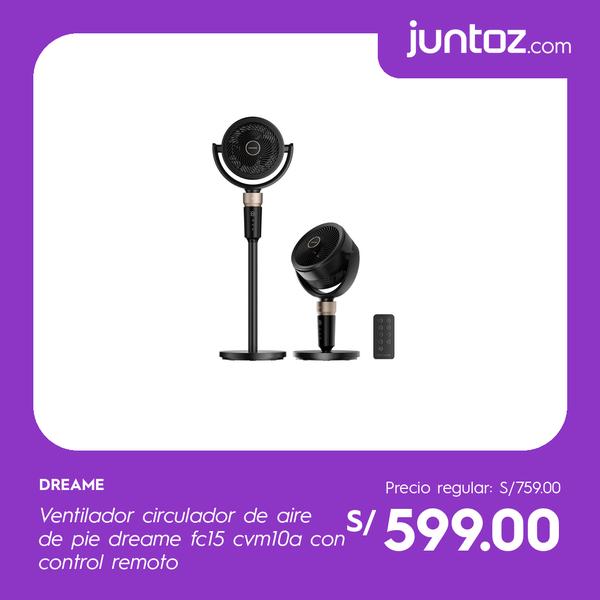 juntoz.com
DREAME
Ventilador circulador de aire
de pie dreame fc15 cvm10a con
control remoto
Precio regular: S/759.00
S/ 599.00